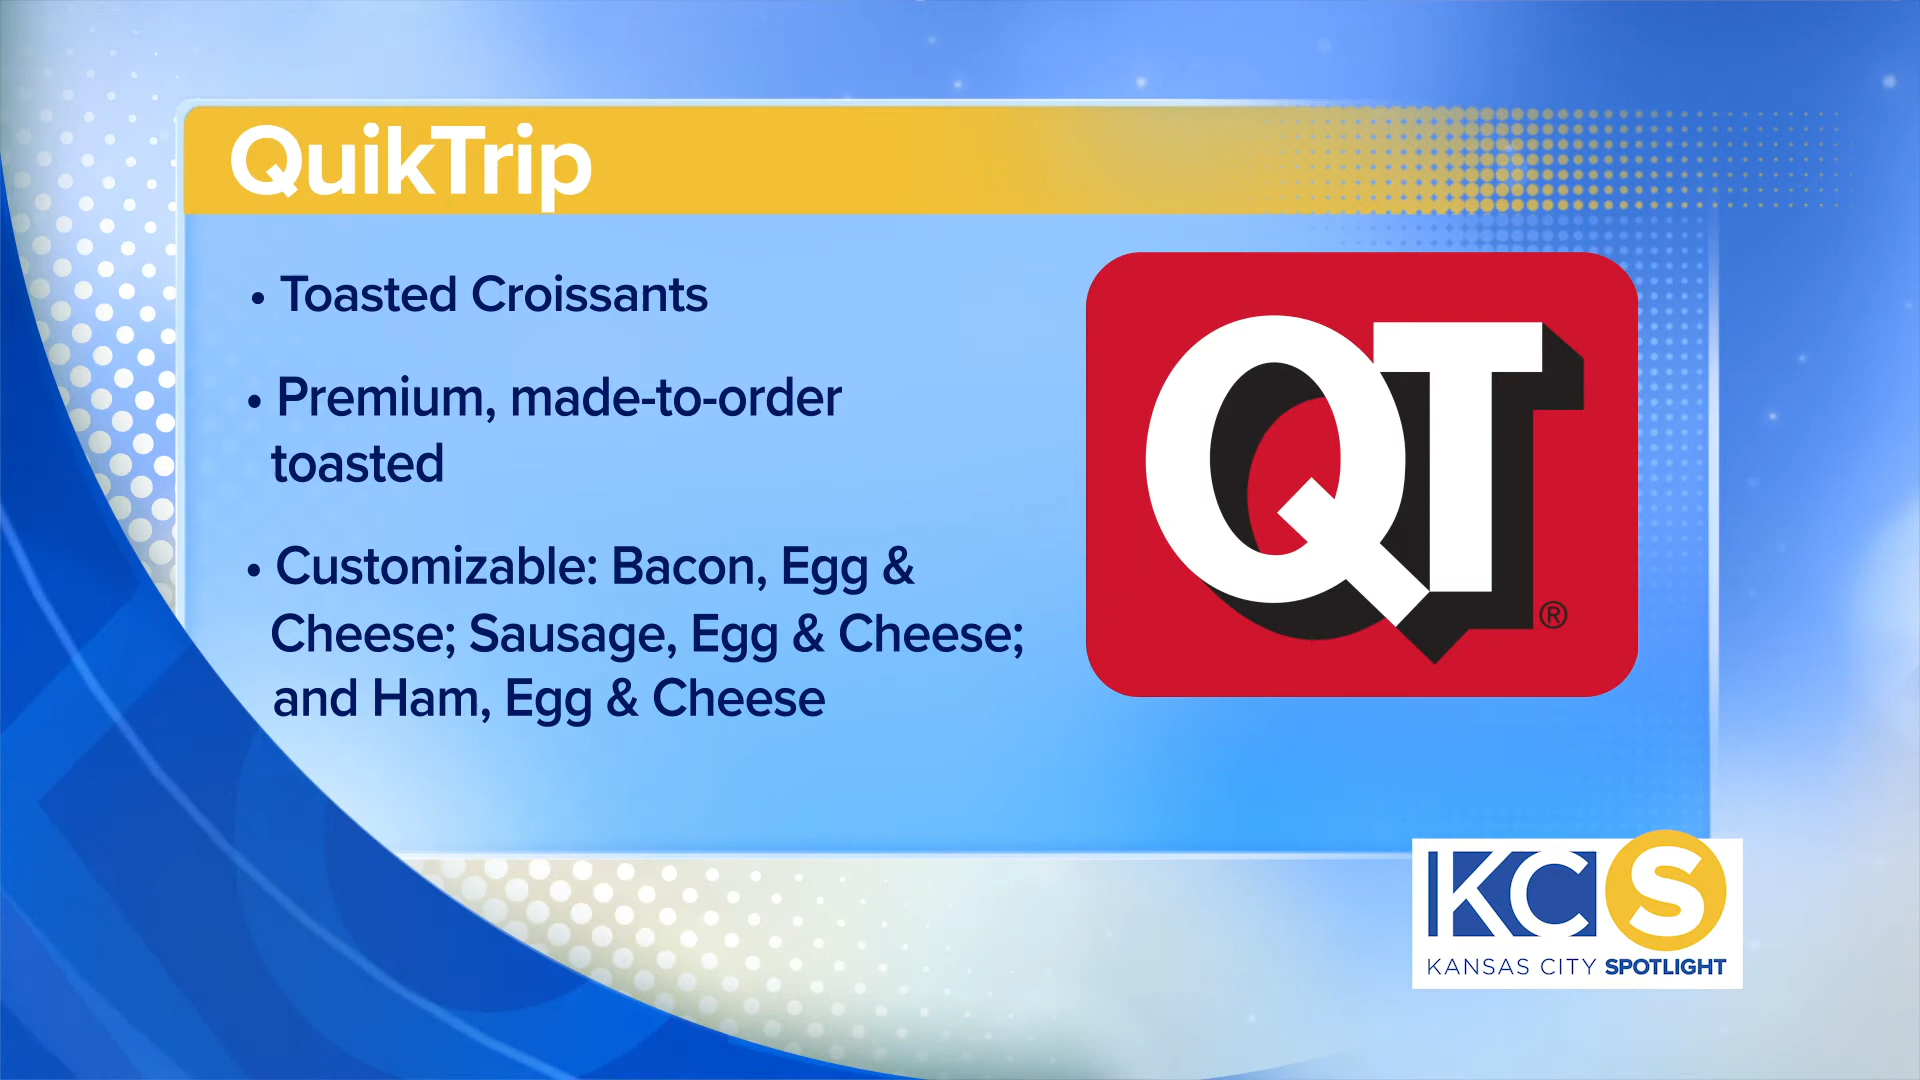 QuikTrip
• Toasted Croissants
• Premium, made-to-order
toasted
• Customizable: Bacon, Egg &
Cheese; Sausage, Egg & Cheese;
and Ham, Egg & Cheese
QT
®
KCS
KANSAS CITY SPOTLIGHT